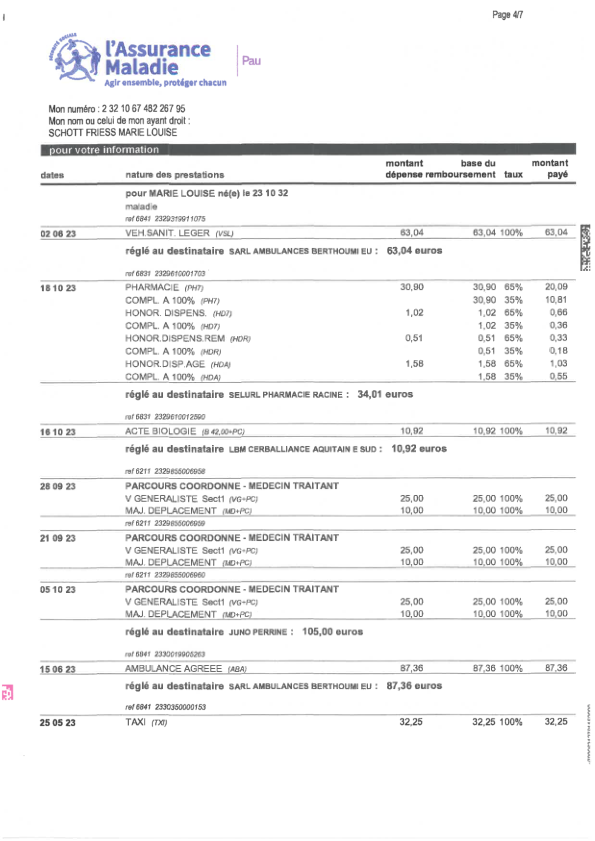 Page 4/7
l'Assurance
Maladie
Agir ensemble, protéger chacun
Pau
Mon numéro : 2 32 10 67 482 267 95
Mon nom ou celui de mon ayant droit :
SCHOTT FRIESS MARIE LOUISE
pour votre information
dates nature des prestations montant dépense base du remboursement taux montant payé
pour MARIE LOUISE né(e) le 23 10 32
maladie
ref 6841 2329319911075
02 06 23 VEH.SANIT. LEGER (VSL) 63,04 63,04 100% 63,04
réglé au destinataire SARL AMBULANCES BERTHOUMI EU : 63,04 euros
ref 6831 2329610001703
18 10 23 PHARMACIE (PH7) 30,90 30,90 65% 20,09
COMPL. A 100% (PH7) 30,90 35% 10,81
HONOR. DISPENS. (HD7) 1,02 1,02 65% 0,66
COMPL. A 100% (HD7) 1,02 35% 0,36
HONOR.DISPENS.REM (HDR) 0,51 0,51 65% 0,33
COMPL. A 100% (HDR) 0,51 35% 0,18
HONOR.DISP.AGE (HDA) 1,58 1,58 65% 1,03
COMPL. A 100% (HDA) 1,58 35% 0,55
réglé au destinataire SELURL PHARMACIE RACINE : 34,01 euros
ref 6831 2329610012590
16 10 23 ACTE BIOLOGIE (B 42,00+PC) 10,92 10,92 100% 10,92
réglé au destinataire LBM CERBALLIANCE AQUITAIN E SUD : 10,92 euros
ref 6211 2329855006958
28 09 23 PARCOURS COORDONNE - MEDECIN TRAITANT
V GENERALISTE Sect1 (VG+PC) 25,00 25,00 100% 25,00
MAJ. DEPLACEMENT (MD+PC) 10,00 10,00 100% 10,00
ref 6211 2329855006959
21 09 23 PARCOURS COORDONNE - MEDECIN TRAITANT
V GENERALISTE Sect1 (VG+PC) 25,00 25,00 100% 25,00
MAJ. DEPLACEMENT (MD+PC) 10,00 10,00 100% 10,00
ref 6211 2329855006960
05 10 23 PARCOURS COORDONNE - MEDECIN TRAITANT
V GENERALISTE Sect1 (VG+PC) 25,00 25,00 100% 25,00
MAJ. DEPLACEMENT (MD+PC) 10,00 10,00 100% 10,00
réglé au destinataire JUNO PERRINE : 105,00 euros
ref 6841 2330019905263
15 06 23 AMBULANCE AGREEE (ABA) 87,36 87,36 100% 87,36
réglé au destinataire SARL AMBULANCES BERTHOUMI EU : 87,36 euros
ref 6841 2330350000153
25 05 23 TAXI (TXI) 32,25 32,25 100% 32,25